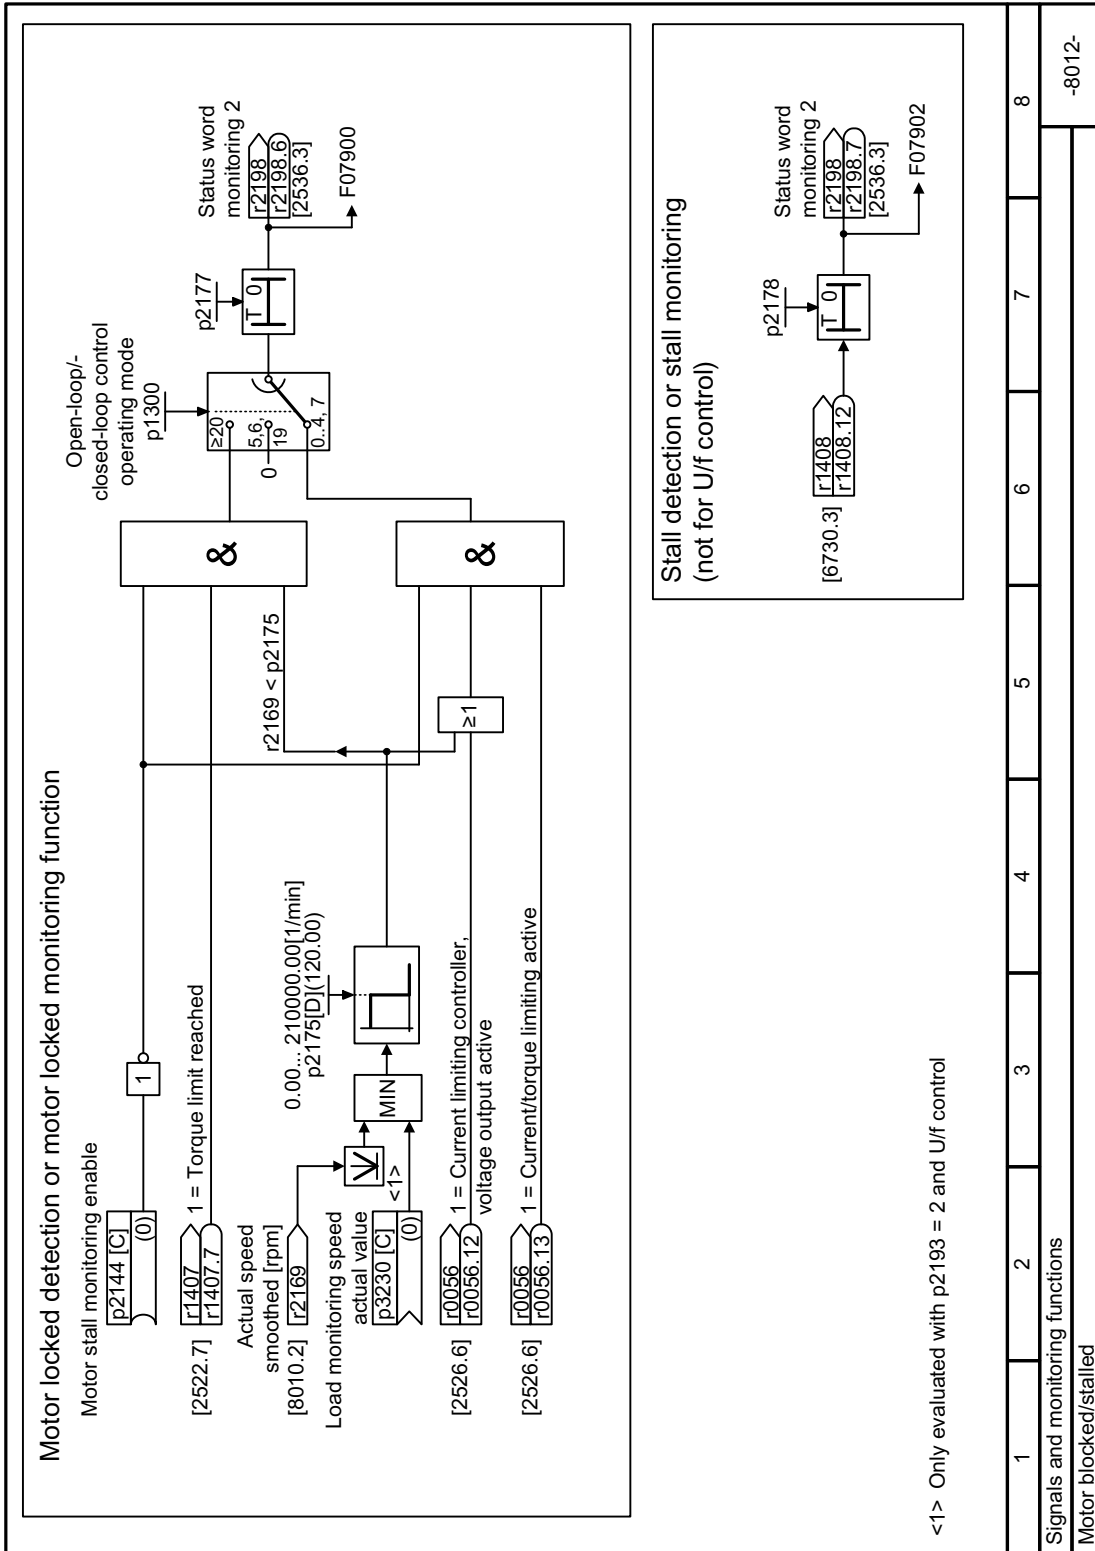 Motor locked detection or motor locked monitoring function
Motor stall monitoring enable
p2144 [C]
(0)
1
[2522.7]
r1407
r1407.7
1 = Torque limit reached
Actual speed
smoothed [rpm]
[8010.2]
r2169
Load monitoring speed
actual value
p3230 [C]
(0)
<1>
MIN
0.00... 210000.00[1/min]
p2175[D](120.00)
[2526.6]
r0056
r0056.12
1 = Current limiting controller,
voltage output active
[2526.6]
r0056
r0056.13
1 = Current/torque limiting active
r2169 < p2175
≥1
&
&
Open-loop/-
closed-loop control
operating mode
p1300
≥20
5,6,
19
0
0..4, 7
p2177
T 0
Status word
monitoring 2
r2198
r2198.6
[2536.3]
F07900
Stall detection or stall monitoring
(not for U/f control)
[6730.3]
r1408
r1408.12
p2178
T 0
Status word
monitoring 2
r2198
r2198.7
[2536.3]
F07902
<1> Only evaluated with p2193 = 2 and U/f control
1 2 3 4 5 6 7 8
Signals and monitoring functions
Motor blocked/stalled
-8012-